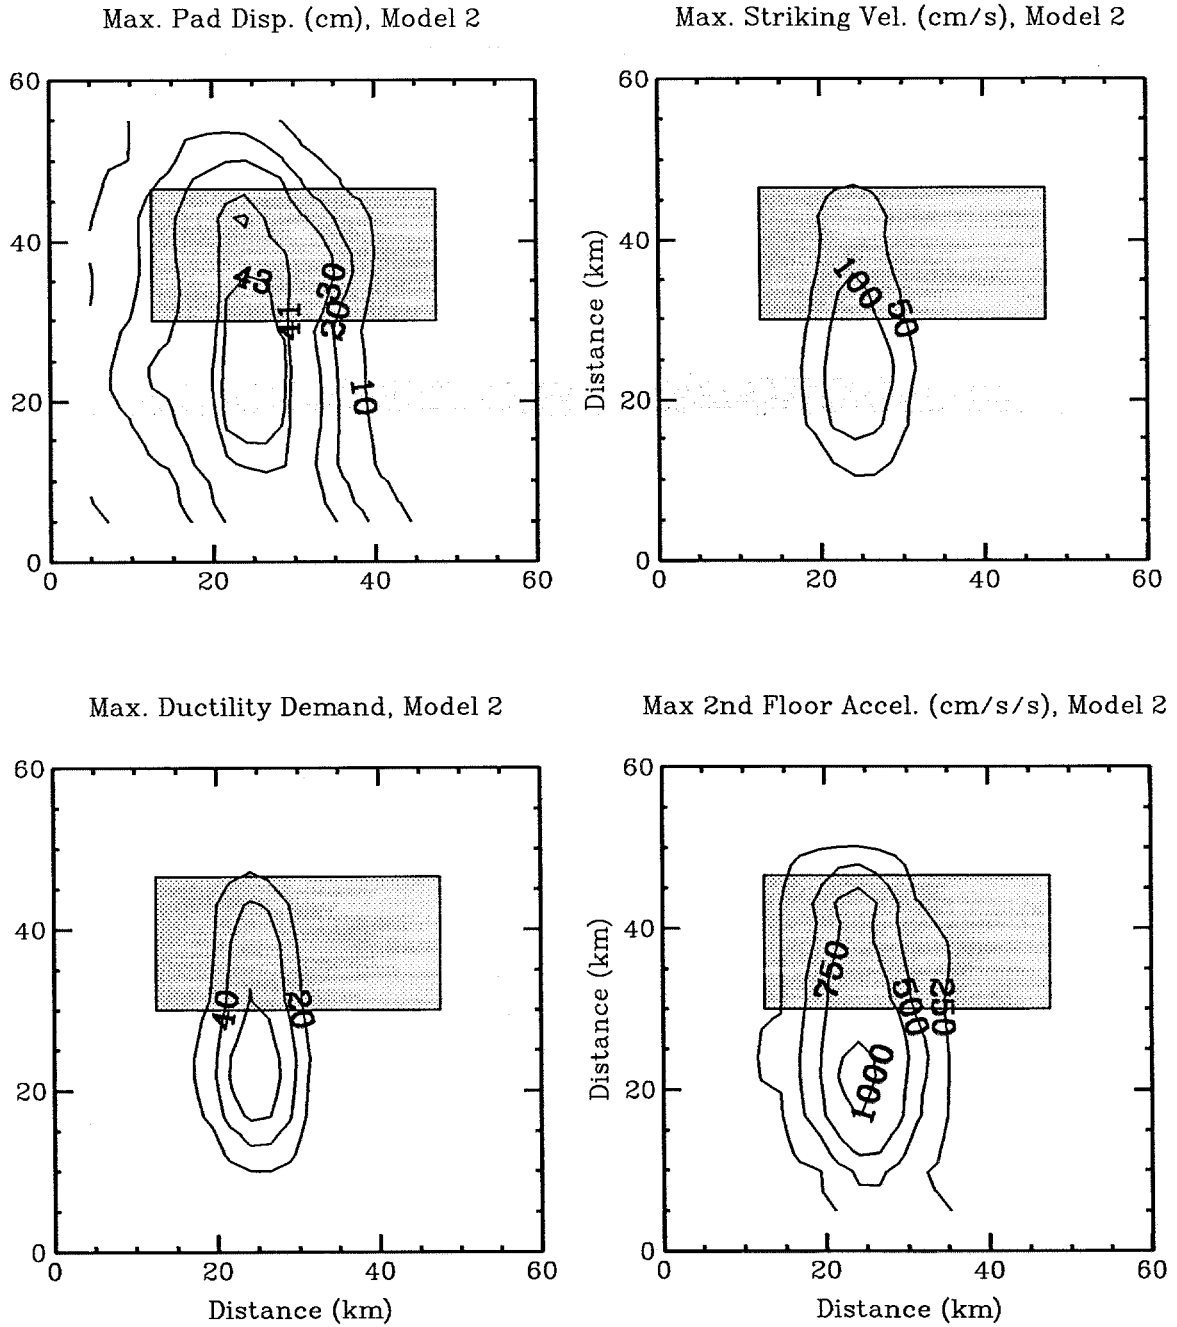 Max. Pad Disp. (cm), Model 2
Max. Striking Vel. (cm/s), Model 2
60
40
20
0
0 20 40 60
43
41
30
20
10
60
40
20
0
0 20 40 60
Distance (km)
100
50
Max. Ductility Demand, Model 2
Max 2nd Floor Accel. (cm/s/s), Model 2
60
40
20
0
0 20 40 60
Distance (km)
40
20
60
40
20
0
0 20 40 60
Distance (km)
Distance (km)
750
500
250
1000